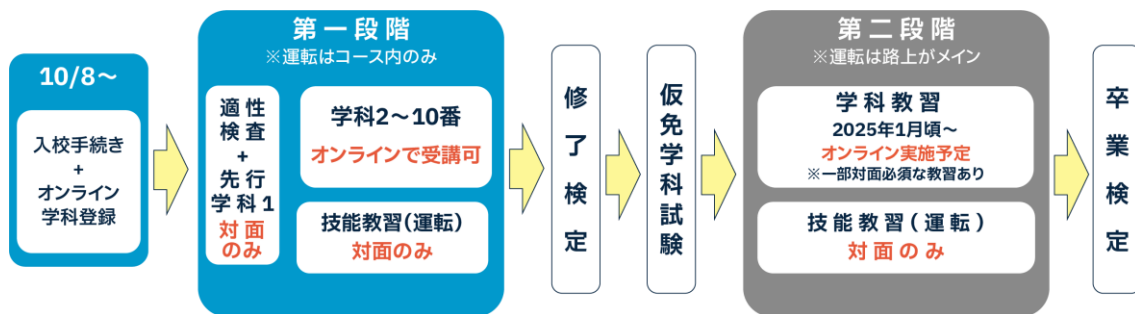 10/8～
入校手続き
+
オンライン
学科登録
第一段階
※運転はコース内のみ
適性
検査
+
先行
学科1
対面
のみ
学科2～10番
オンラインで受講可
技能教習(運転)
対面のみ
修了検定
仮免学科試験
第二段階
※運転は路上がメイン
学科教習
2025年1月頃～
オンライン実施予定
※一部対面必須な教習あり
技能教習(運転)
対面のみ
卒業検定